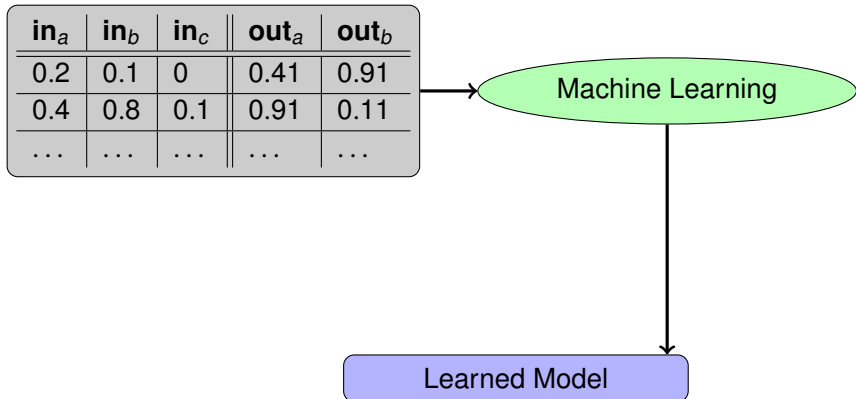 in_a in_b in_c out_a out_b
0.2 0.1 0 0.41 0.91
0.4 0.8 0.1 0.91 0.11
... ... ... ... ...
Machine Learning
Learned Model